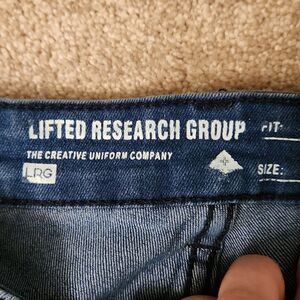 LIFTED RESEARCH GROUP
FIT:
THE CREATIVE UNIFORM COMPANY
LRG
SIZE: